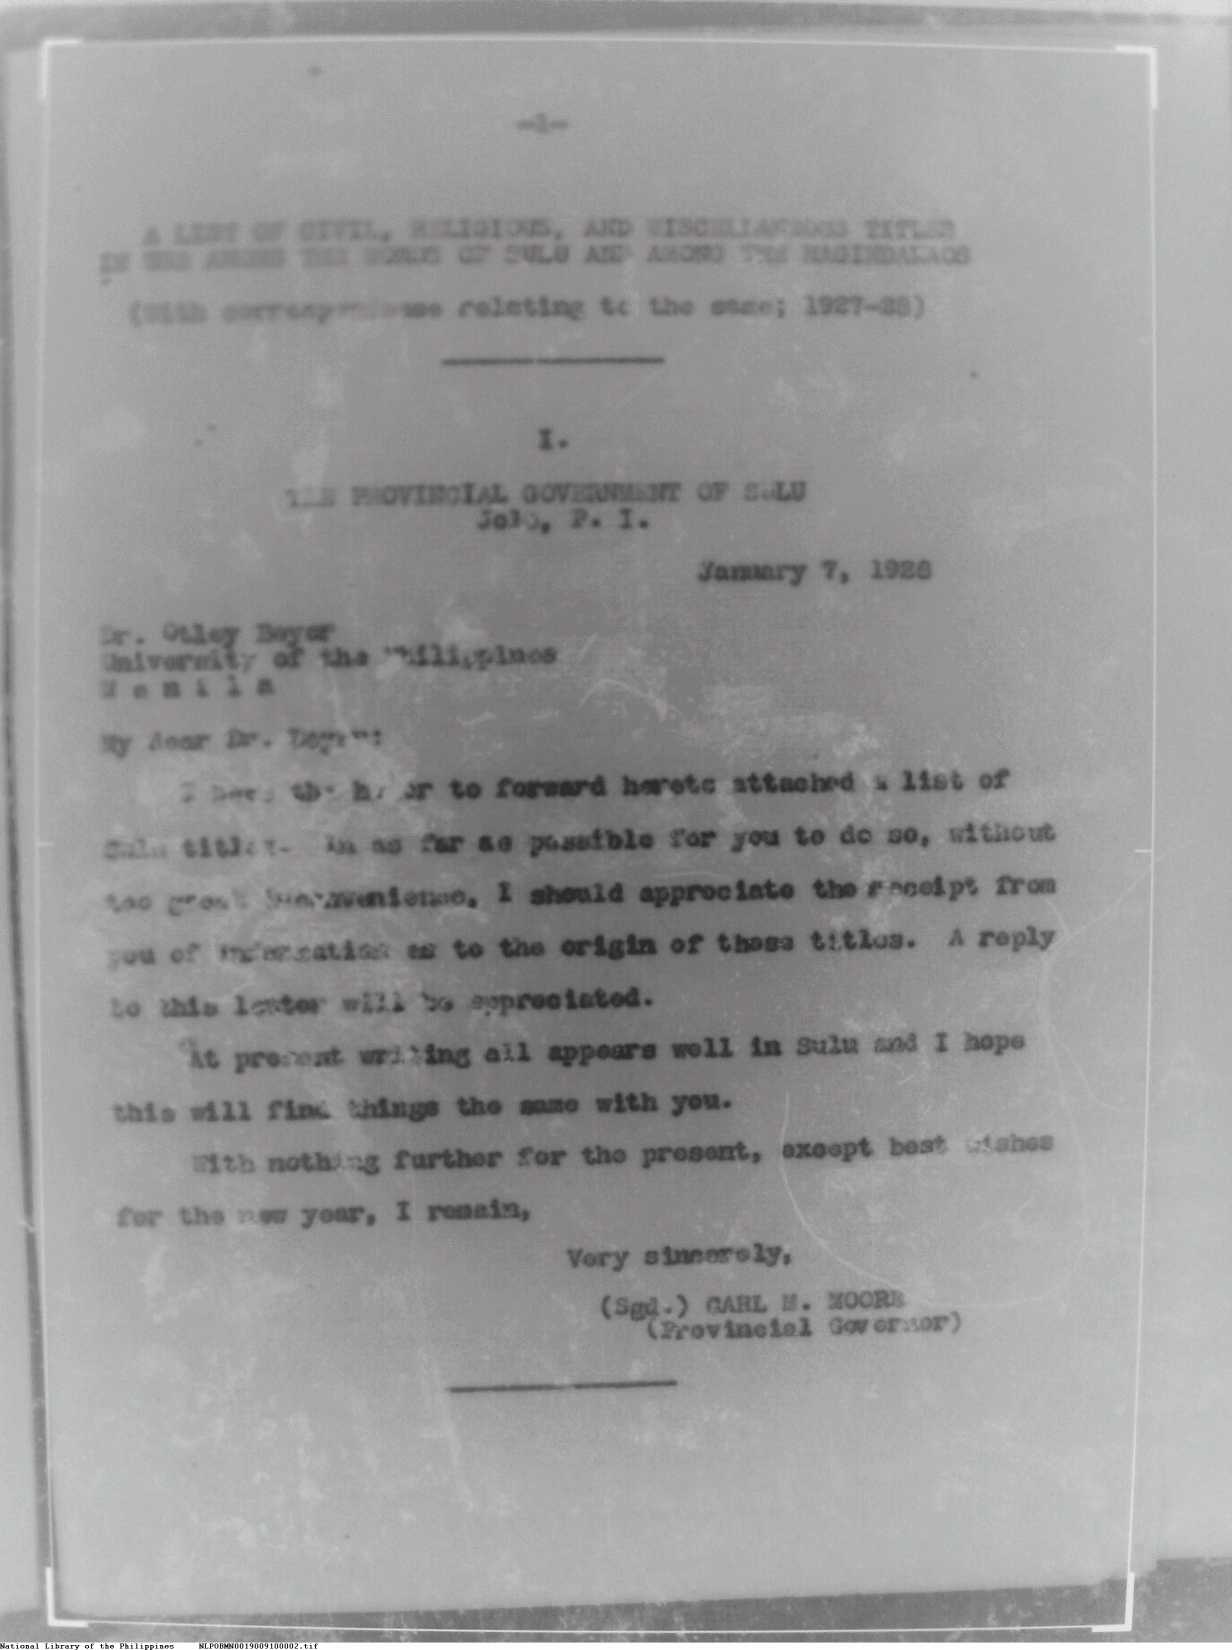 -1-
A LIST OF CIVIL, RELIGIOUS, AND MISCELLANEOUS TITLES
IN USE AMONG THE MOROS OF SULU AND AMONG THE MAGINDANAOS
(With correspondence relating to the same; 1927-28)
I.
THE PROVINCIAL GOVERNMENT OF SULU
Jolo, P. I.
January 7, 1928
Dr. Otley Beyer
University of the Philippines
M a n i l a
My dear Dr. Beyer:
I have the honor to forward hereto attached a list of
Sulu titles. In as far as possible for you to do so, without
too great inconvenience, I should appreciate the receipt from
you of information as to the origin of these titles. A reply
to this letter will be appreciated.
At present writing all appears well in Sulu and I hope
this will find things the same with you.
With nothing further for the present, except best wishes
for the new year, I remain,
Very sincerely,
(Sgd.) CARL M. MOORE
(Provincial Governor)
National Library of the Philippines NLPOBMN0019009100002.tif